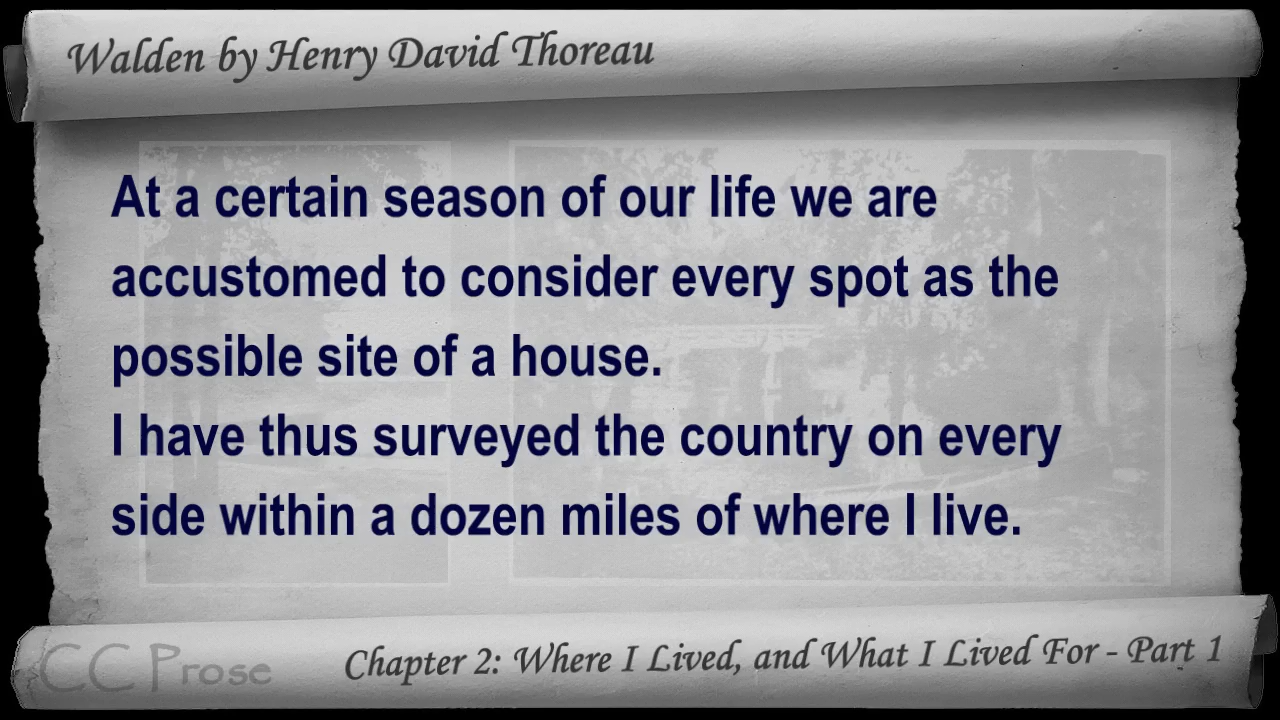 Walden by Henry David Thoreau
At a certain season of our life we are
accustomed to consider every spot as the
possible site of a house.
I have thus surveyed the country on every
side within a dozen miles of where I live.
CC Prose
Chapter 2: Where I Lived, and What I Lived For - Part 1